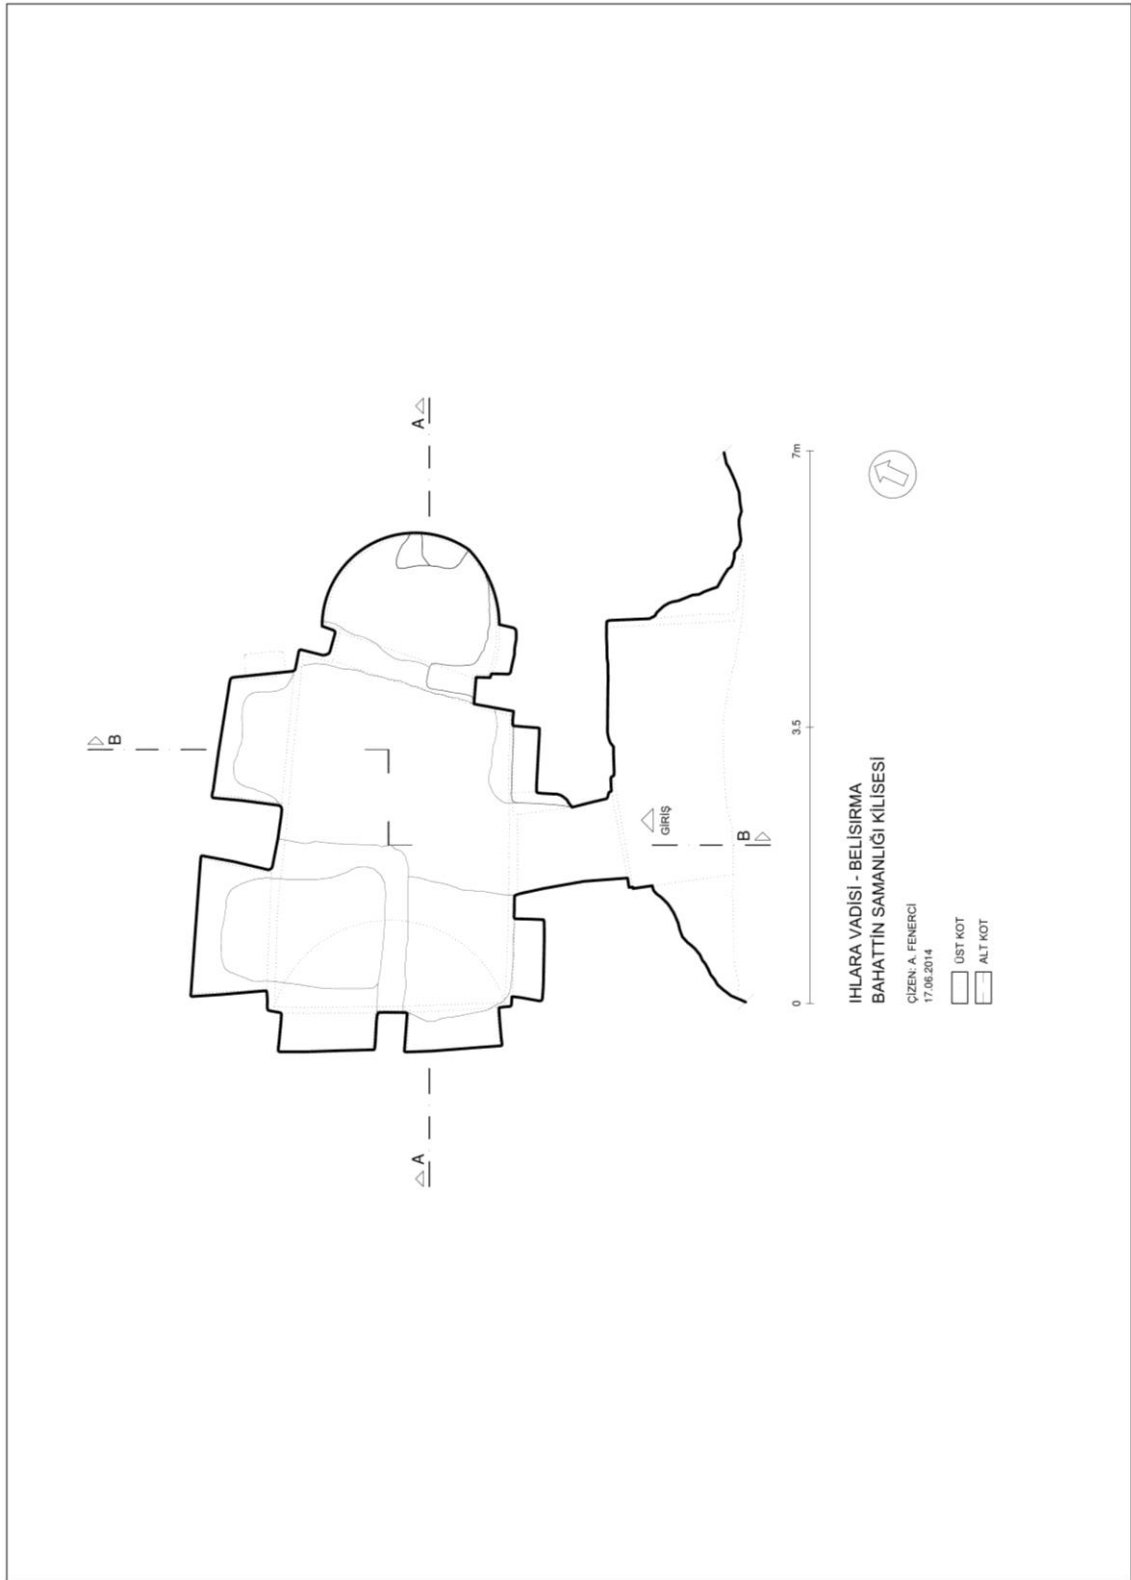 A
A
B
B
GİRİŞ
0
3.5
7m
IHLARA VADİSİ - BELİSIRMA
BAHATTİN SAMANLIĞI KİLİSESİ
ÇİZEN: A. FENERCİ
17.06.2014
ÜST KOT
ALT KOT